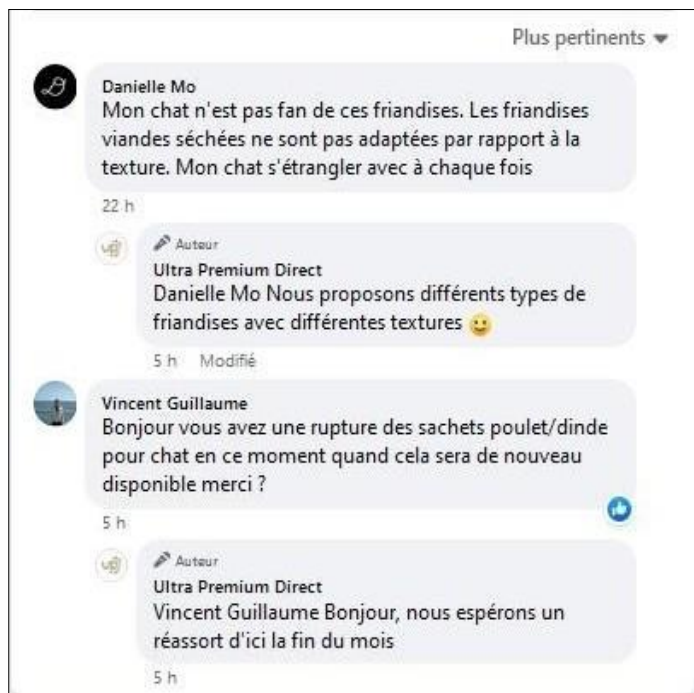 Plus pertinents
Danielle Mo
Mon chat n'est pas fan de ces friandises. Les friandises
viandes séchées ne sont pas adaptées par rapport à la
texture. Mon chat s'étrangler avec à chaque fois
22 h
Auteur
Ultra Premium Direct
Danielle Mo Nous proposons différents types de
friandises avec différentes textures 🙂
5 h Modifié
Vincent Guillaume
Bonjour vous avez une rupture des sachets poulet/dinde
pour chat en ce moment quand cela sera de nouveau
disponible merci ?
5 h
Auteur
Ultra Premium Direct
Vincent Guillaume Bonjour, nous espérons un
réassort d'ici la fin du mois
5 h